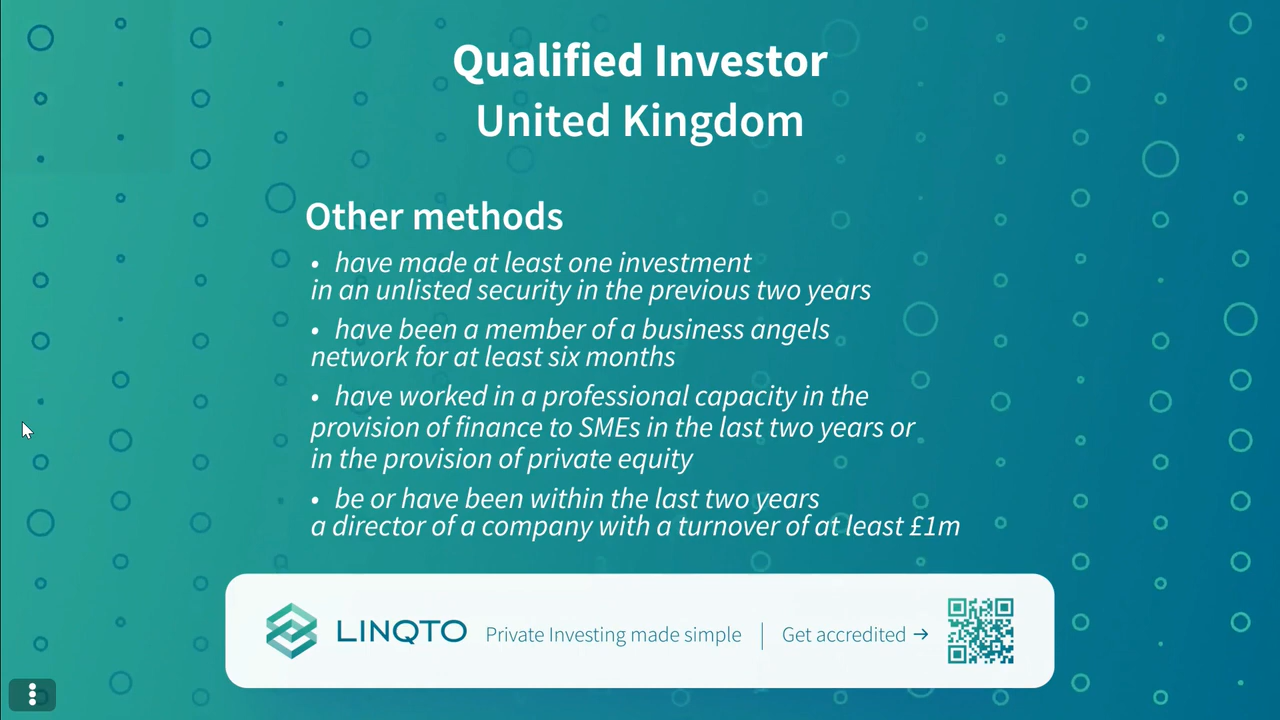 Qualified Investor
United Kingdom
Other methods
• have made at least one investment
in an unlisted security in the previous two years
• have been a member of a business angels
network for at least six months
• have worked in a professional capacity in the
provision of finance to SMEs in the last two years or
in the provision of private equity
• be or have been within the last two years
a director of a company with a turnover of at least £1m
LINQTO Private Investing made simple | Get accredited →